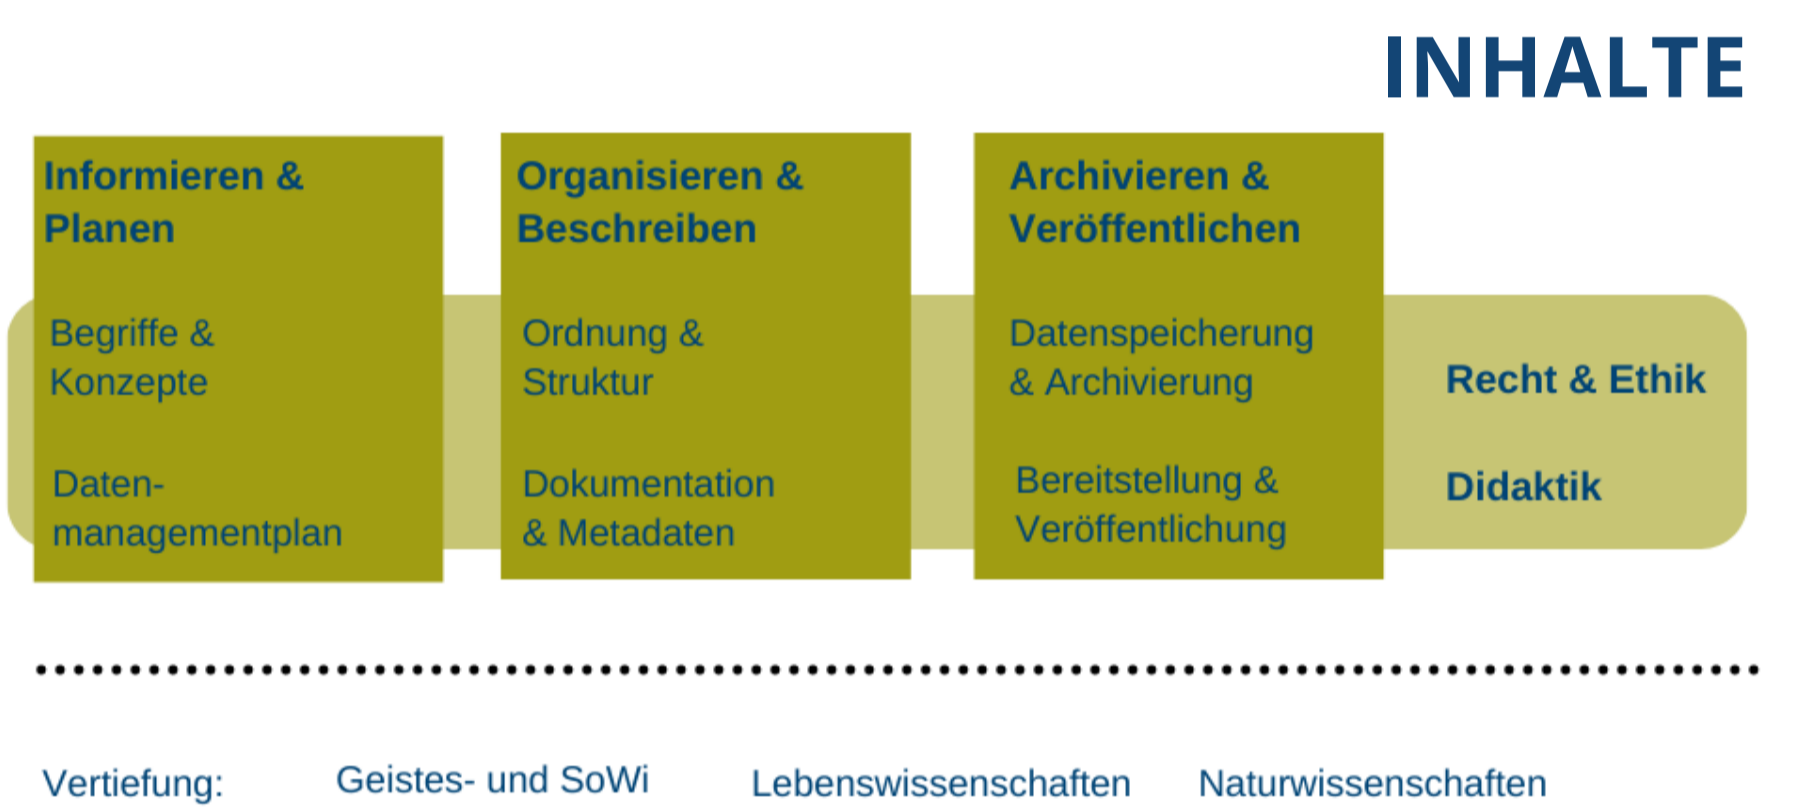 INHALTE
Informieren &
Planen
Begriffe &
Konzepte
Daten-
managementplan
Organisieren &
Beschreiben
Ordnung &
Struktur
Dokumentation
& Metadaten
Archivieren &
Veröffentlichen
Datenspeicherung
& Archivierung
Bereitstellung &
Veröffentlichung
Recht & Ethik
Didaktik
Vertiefung:
Geistes- und SoWi
Lebenswissenschaften
Naturwissenschaften